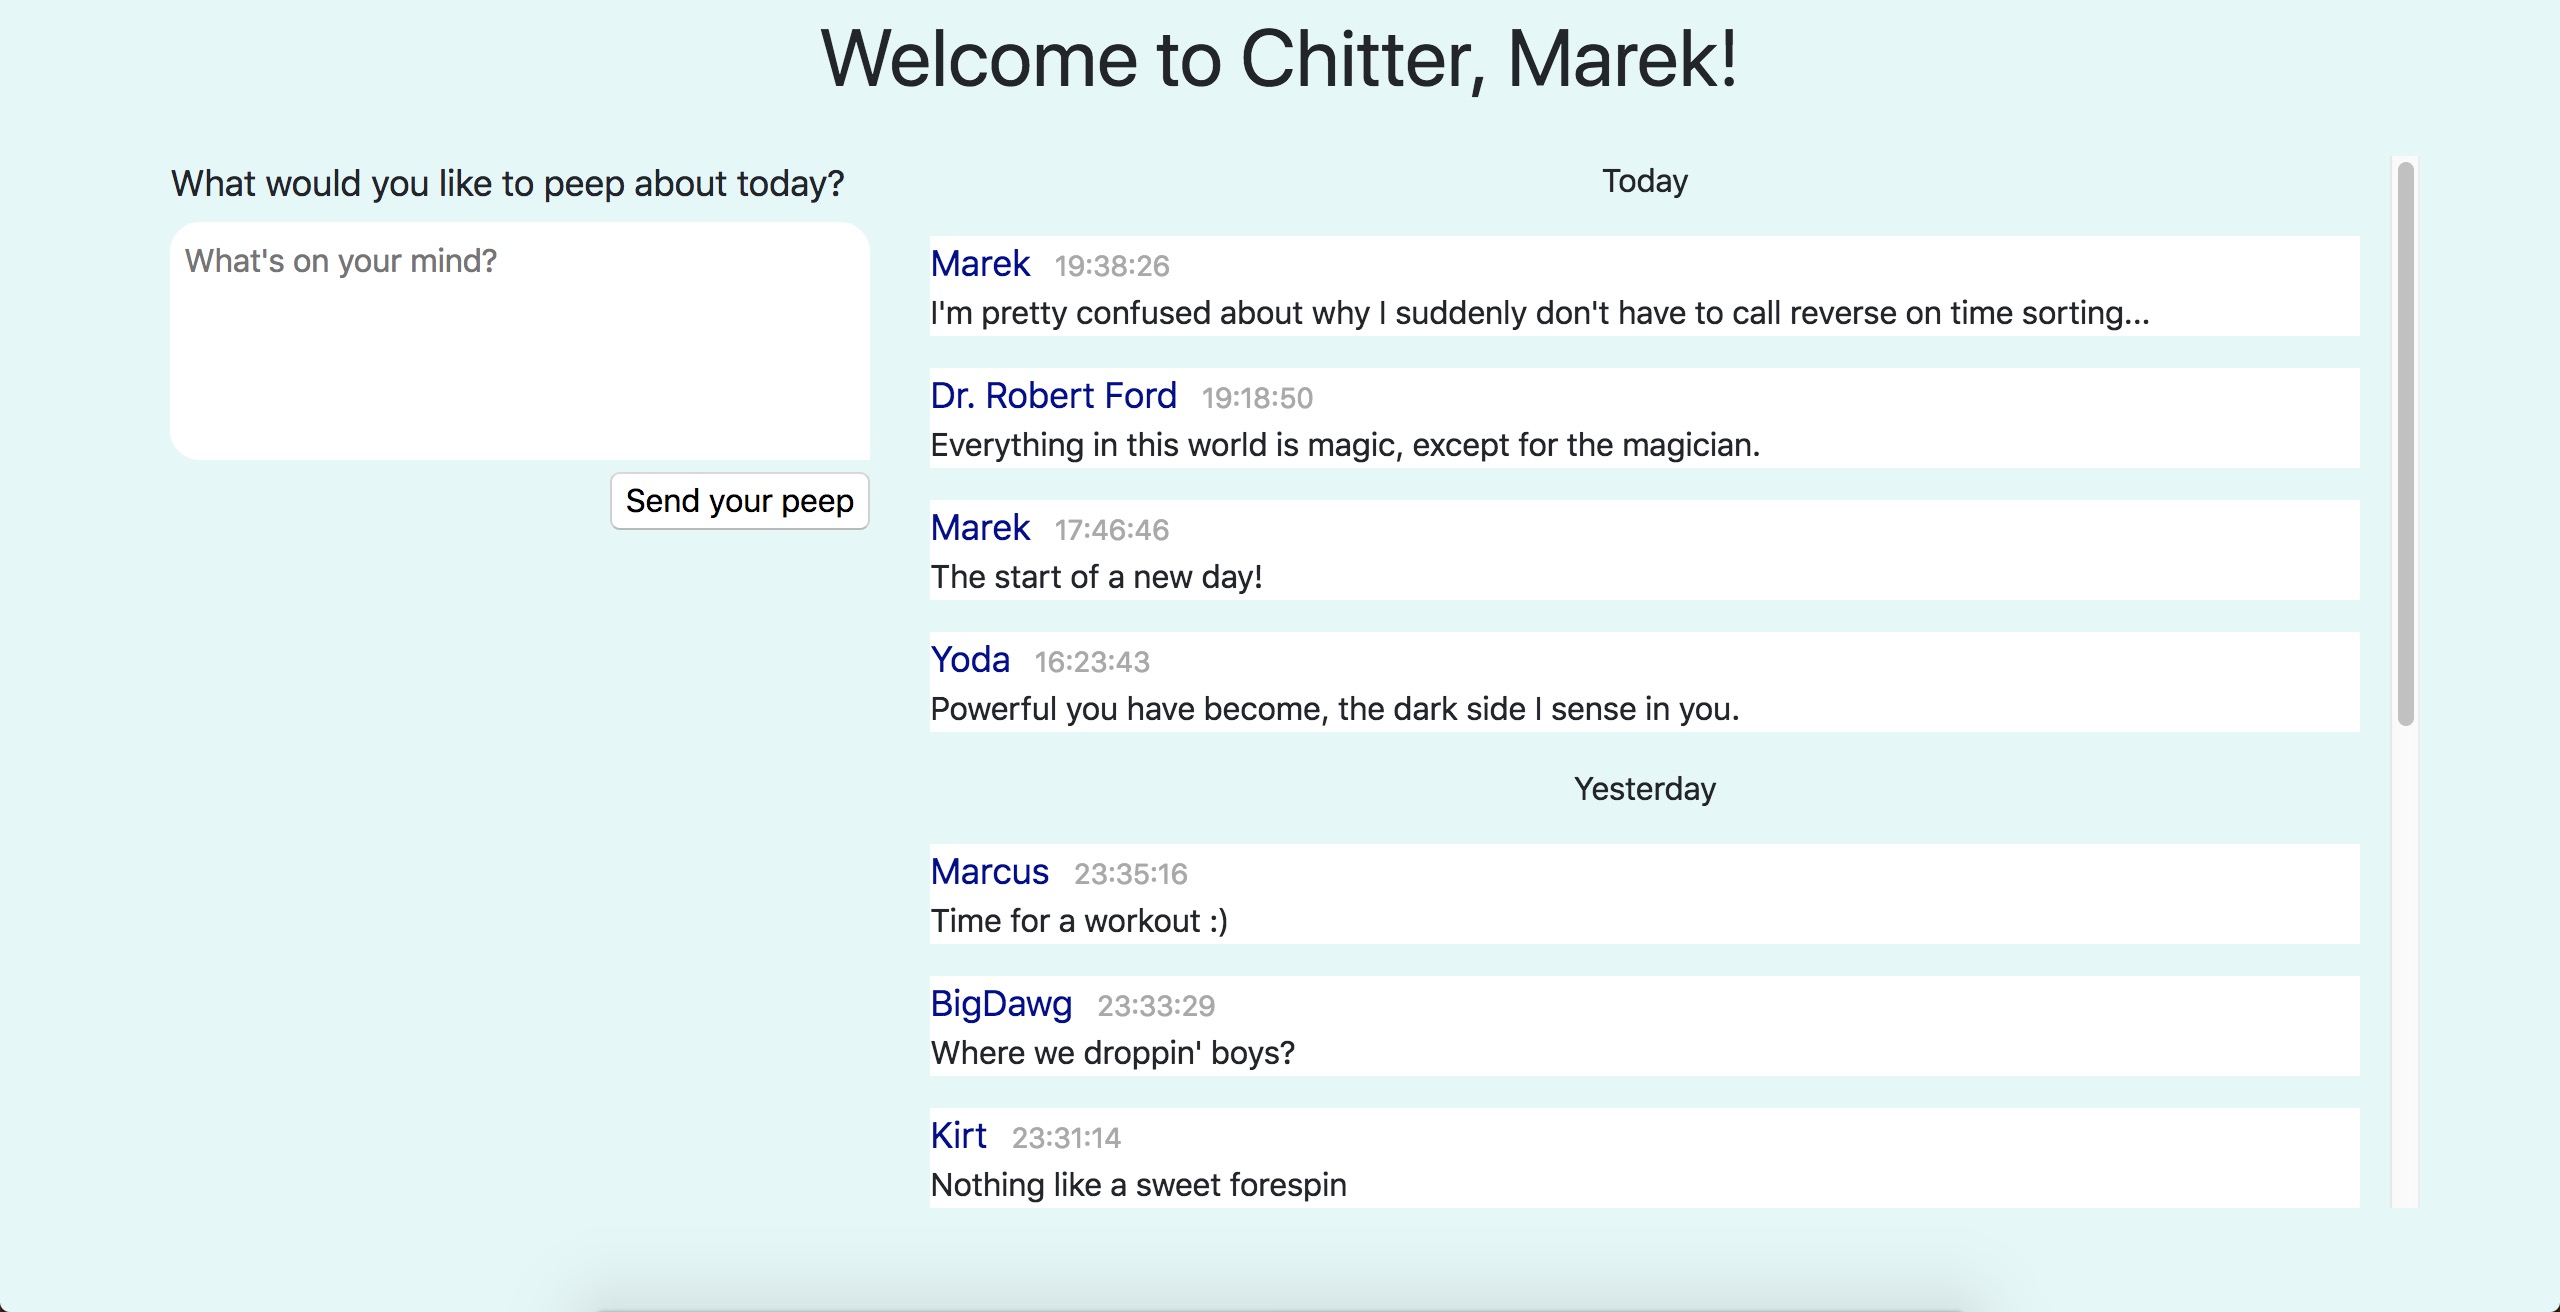 Welcome to Chitter, Marek!
What would you like to peep about today?
What's on your mind?
Send your peep
Today
Marek 19:38:26
I'm pretty confused about why I suddenly don't have to call reverse on time sorting...
Dr. Robert Ford 19:18:50
Everything in this world is magic, except for the magician.
Marek 17:46:46
The start of a new day!
Yoda 16:23:43
Powerful you have become, the dark side I sense in you.
Yesterday
Marcus 23:35:16
Time for a workout :)
BigDawg 23:33:29
Where we droppin' boys?
Kirt 23:31:14
Nothing like a sweet forespin